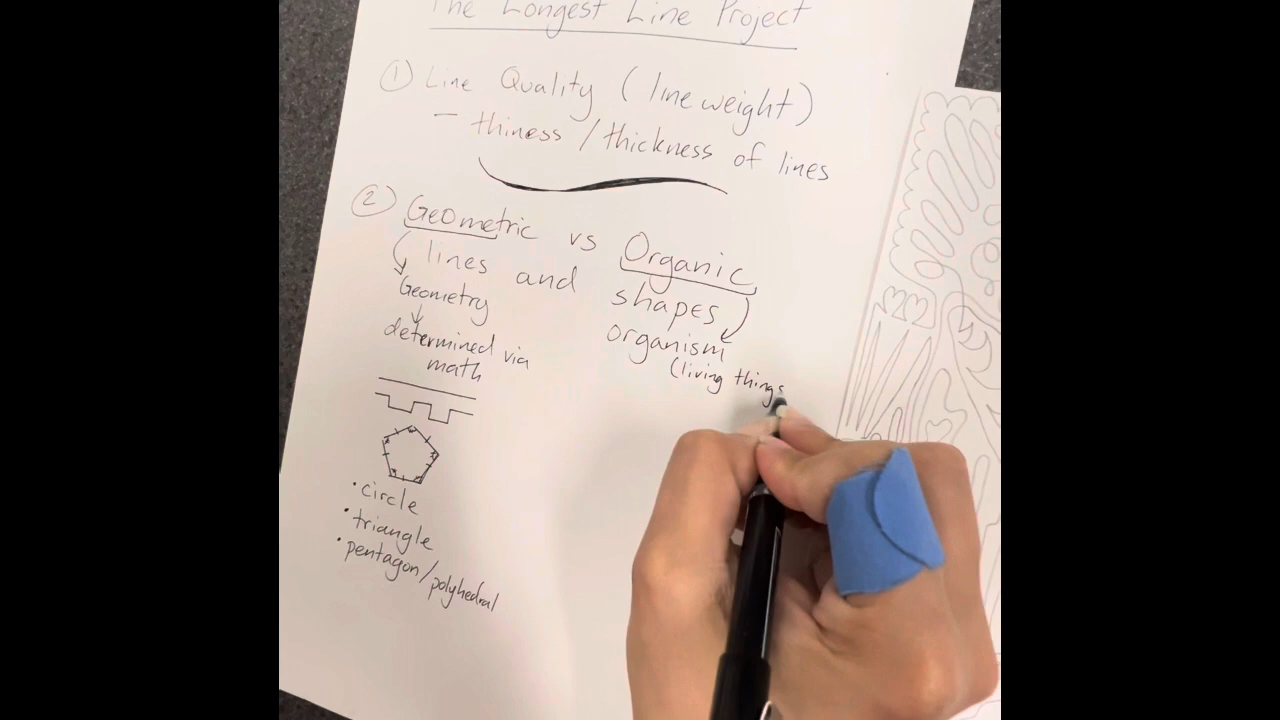 The Longest Line Project
① Line Quality (line weight)
- thiness / thickness of lines
② Geometric vs Organic
lines and shapes
Geometry
determined via
math
organism
(living things
• circle
• triangle
• pentagon/polyhedral